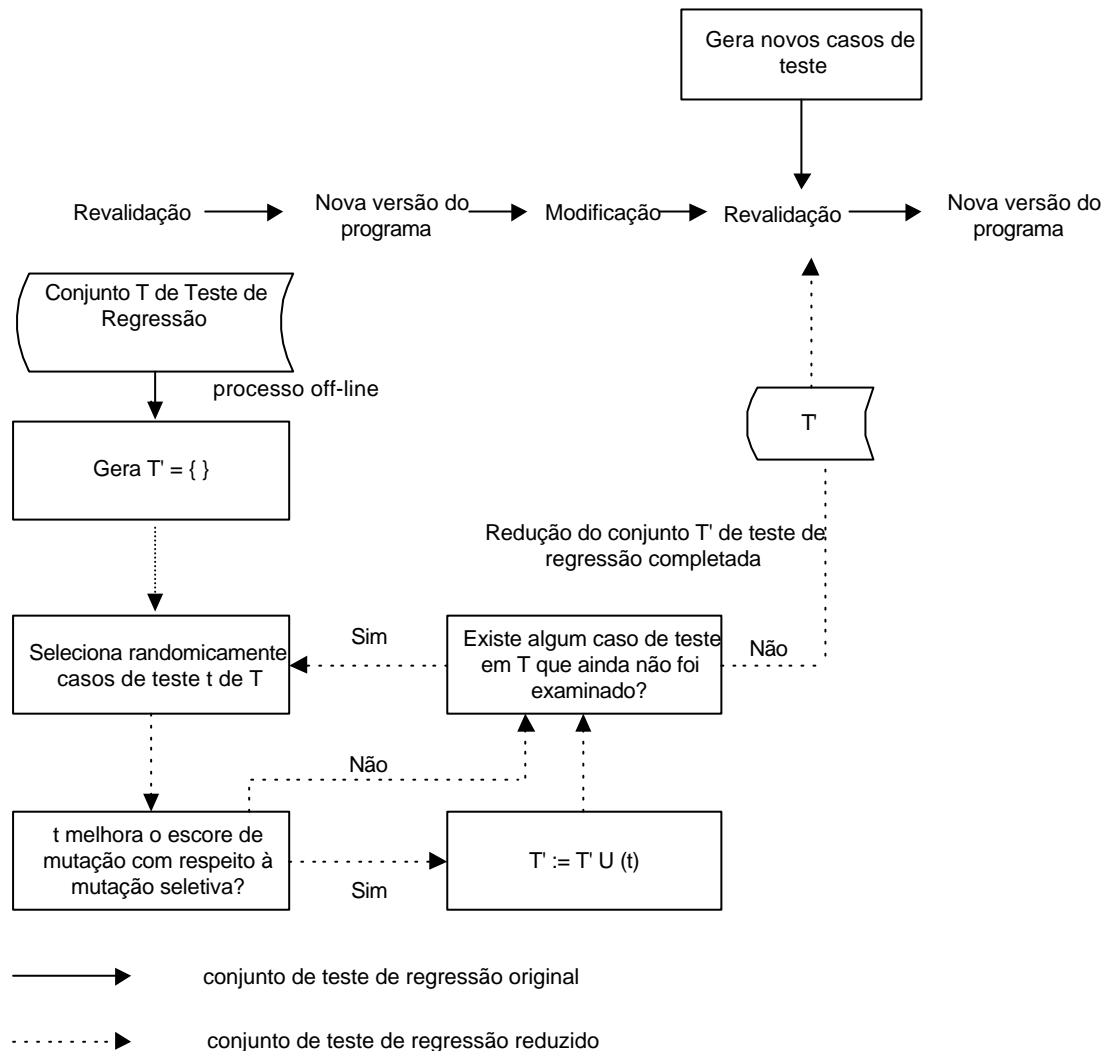 Gera novos casos de
teste
Revalidação
Nova versão do
programa
Modificação
Revalidação
Nova versão do
programa
Conjunto T de Teste de
Regressão
processo off-line
Gera T' = { }
T'
Redução do conjunto T' de teste de
regressão completada
Seleciona randomicamente
casos de teste t de T
Sim
Existe algum caso de teste
em T que ainda não foi
examinado?
Não
Não
t melhora o escore de
mutação com respeito à
mutação seletiva?
Sim
T' := T' U (t)
conjunto de teste de regressão original
conjunto de teste de regressão reduzido